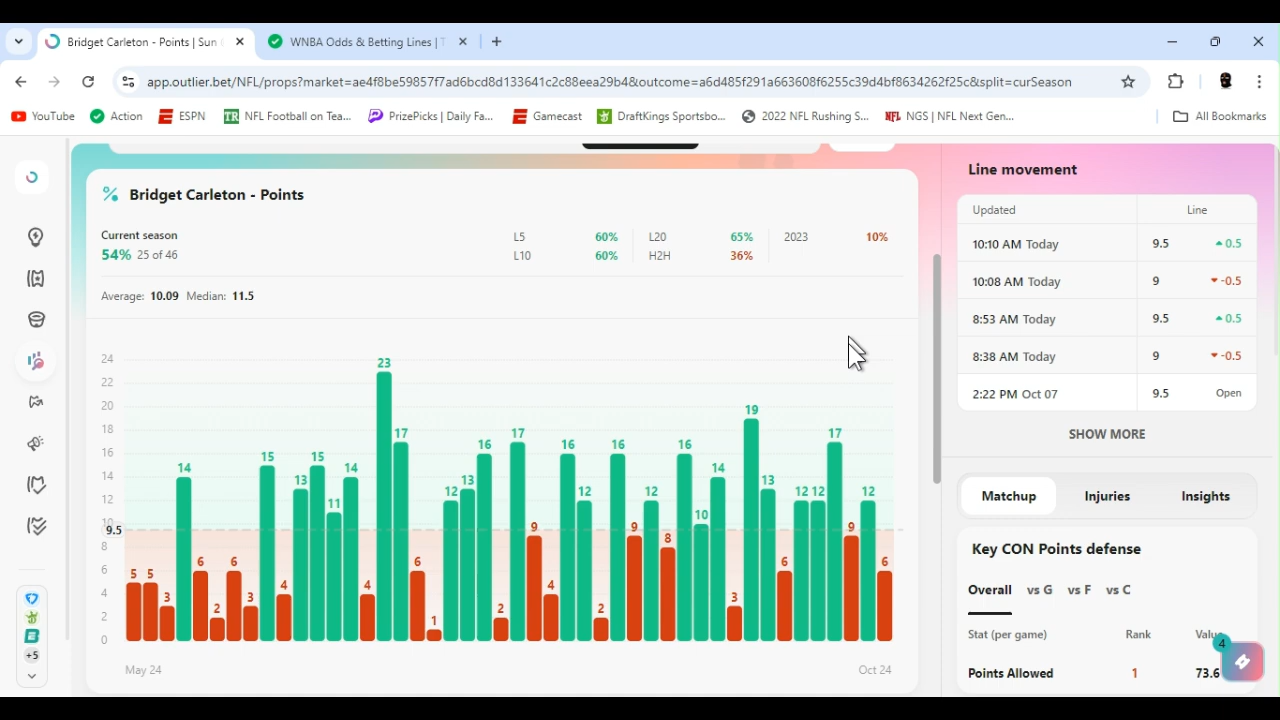 Bridget Carleton - Points | Sun
WNBA Odds & Betting Lines | T
app.outlier.bet/NFL/props?market=ae4f8be59857f7ad6bcd8d133641c2c88eea29b4&outcome=a6d485f291a663608f6255c39d4bf8634262f25c&split=curSeason
YouTube Action ESPN NFL Football on Tea... PrizePicks | Daily Fa... Gamecast DraftKings Sportsbo... 2022 NFL Rushing S... NGS | NFL Next Gen... All Bookmarks
Bridget Carleton - Points
Current season
54% 25 of 46
L5 60% L20 65% 2023 10%
L10 60% H2H 36%
Average: 10.09 Median: 11.5
24
22
20
18
16
14
12
10
9.5
8
6
4
2
0
5 5 3 14 6 2 6 3 15 4 13 15 11 14 4 23 17 6 1 12 13 16 2 17 9 4 16 12 2 16 9 12 8 16 10 14 3 19 13 6 12 12 17 9 12 6
May 24 Oct 24
Line movement
Updated Line
10:10 AM Today 9.5 0.5
10:08 AM Today 9 -0.5
8:53 AM Today 9.5 0.5
8:38 AM Today 9 -0.5
2:22 PM Oct 07 9.5 Open
SHOW MORE
Matchup Injuries Insights
Key CON Points defense
Overall vs G vs F vs C
Stat (per game) Rank Valu
4
Points Allowed 1 73.6
+5